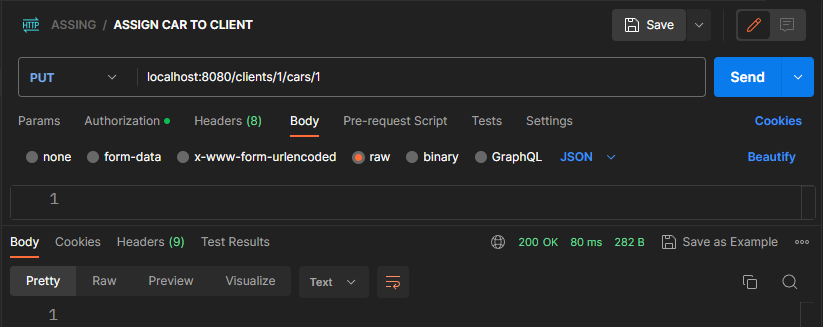 HTTP ASSING / ASSIGN CAR TO CLIENT Save
PUT localhost:8080/clients/1/cars/1 Send
Params Authorization Headers (8) Body Pre-request Script Tests Settings Cookies
none form-data x-www-form-urlencoded raw binary GraphQL JSON Beautify
1
Body Cookies Headers (9) Test Results 200 OK 80 ms 282 B Save as Example
Pretty Raw Preview Visualize Text
1